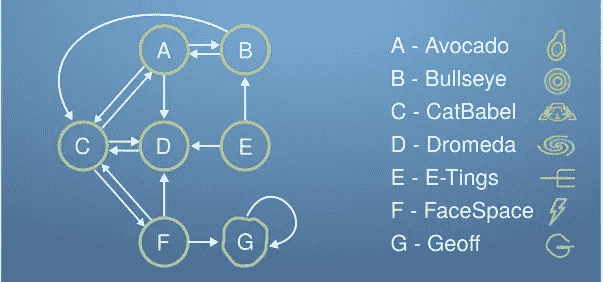 A B
C D E
F G
A - Avocado
B - Bullseye
C - CatBabel
D - Dromeda
E - E-Tings
F - FaceSpace
G - Geoff